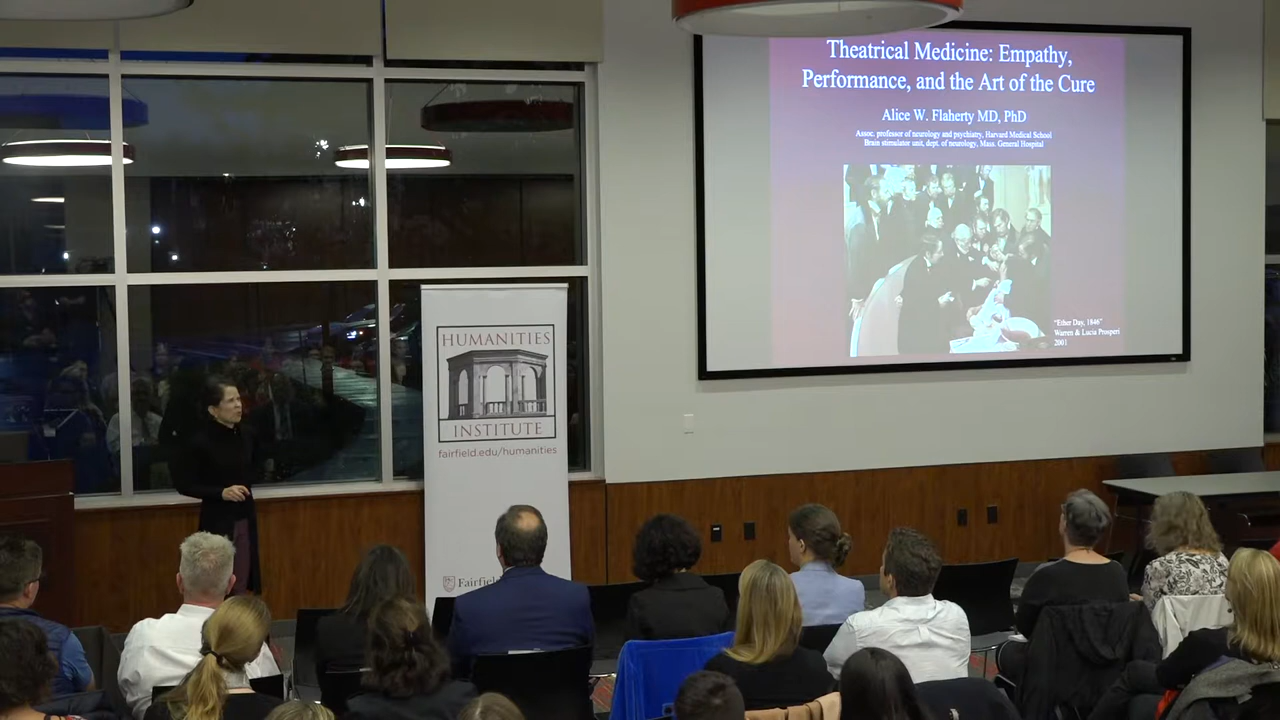 Theatrical Medicine: Empathy,
Performance, and the Art of the Cure
Alice W. Flaherty MD, PhD
Assoc. professor of neurology and psychiatry, Harvard Medical School
Brain stimulator unit, dept. of neurology, Mass. General Hospital
"Ether Day, 1846"
Warren & Lucia Prosperi
2001
HUMANITIES
INSTITUTE
fairfield.edu/humanities
Fairfield